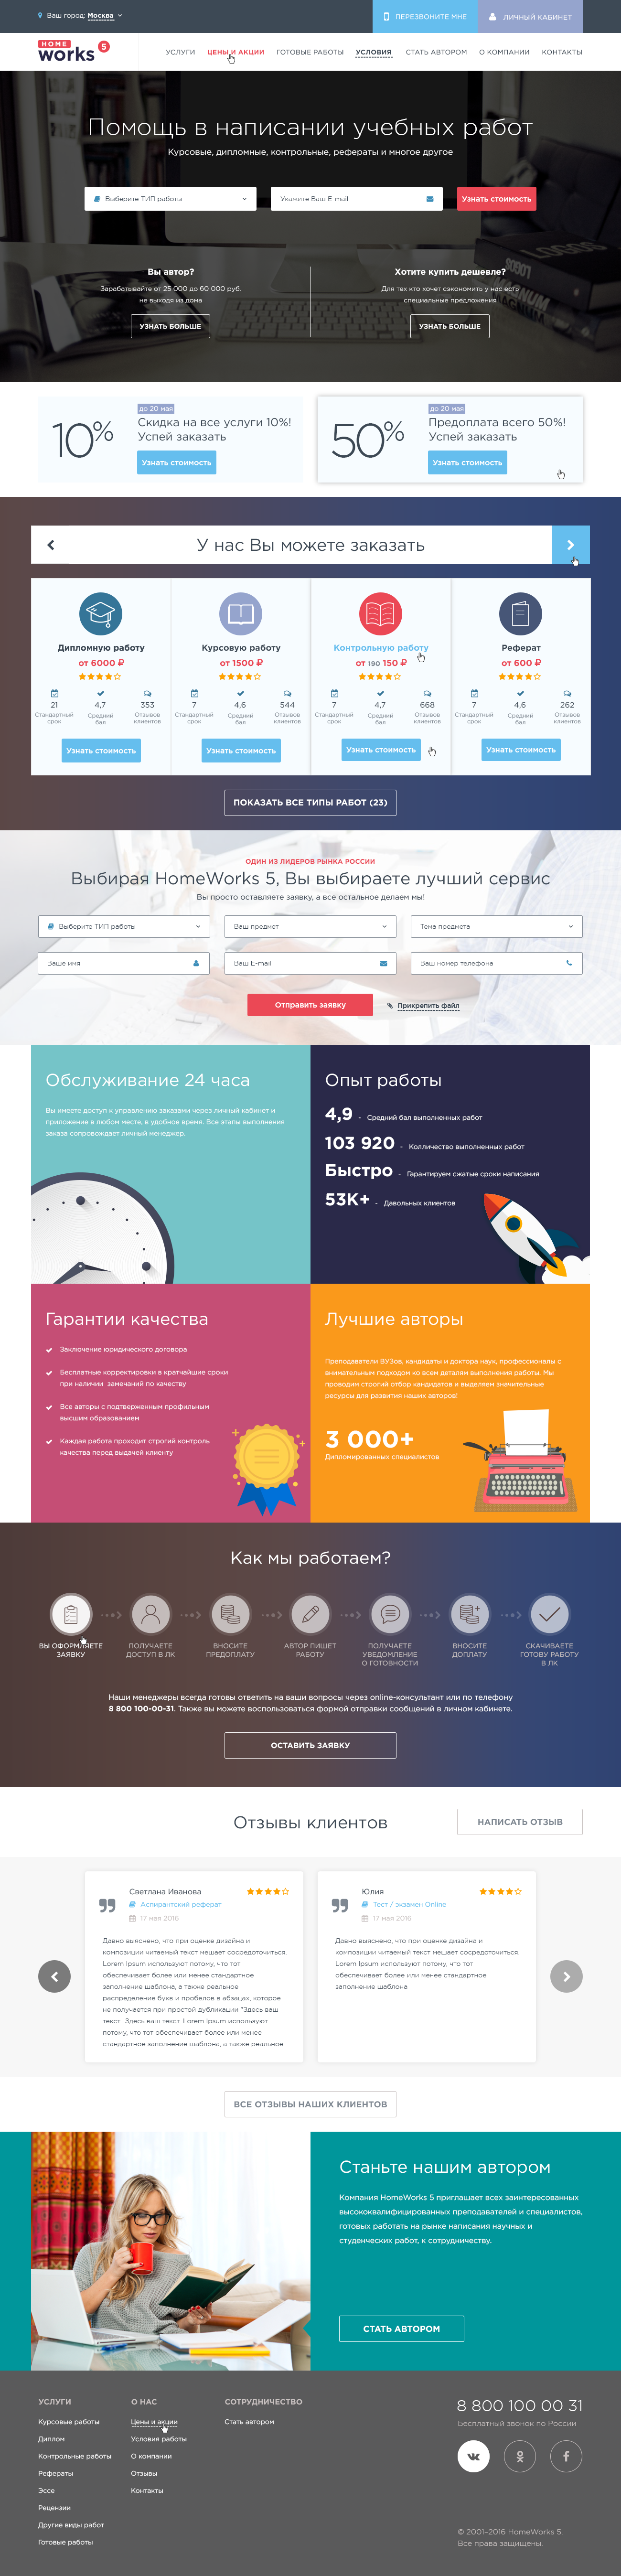 Ваш город: Москва
ПЕРЕЗВОНИТЕ МНЕ
ЛИЧНЫЙ КАБИНЕТ
HOME
works 5
УСЛУГИ
ЦЕНЫ И АКЦИИ
ГОТОВЫЕ РАБОТЫ
УСЛОВИЯ
СТАТЬ АВТОРОМ
О КОМПАНИИ
КОНТАКТЫ
Помощь в написании учебных работ
Курсовые, дипломные, контрольные, рефераты и многое другое
Выберите ТИП работы
Укажите Ваш E-mail
Узнать стоимость
Вы автор?
Зарабатывайте от 25 000 до 60 000 руб.
не выходя из дома
УЗНАТЬ БОЛЬШЕ
Хотите купить дешевле?
Для тех кто хочет сэкономить у нас есть
специальные предложения
УЗНАТЬ БОЛЬШЕ
10%
до 20 мая
Скидка на все услуги 10%!
Успей заказать
Узнать стоимость
50%
до 20 мая
Предоплата всего 50%!
Успей заказать
Узнать стоимость
У нас Вы можете заказать
Дипломную работу
от 6000 ₽
21
Стандартный
срок
4,7
Средний
бал
353
Отзывов
клиентов
Узнать стоимость
Курсовую работу
от 1500 ₽
7
Стандартный
срок
4,6
Средний
бал
544
Отзывов
клиентов
Узнать стоимость
Контрольную работу
от 190 150 ₽
7
Стандартный
срок
4,7
Средний
бал
668
Отзывов
клиентов
Узнать стоимость
Реферат
от 600 ₽
7
Стандартный
срок
4,6
Средний
бал
262
Отзывов
клиентов
Узнать стоимость
ПОКАЗАТЬ ВСЕ ТИПЫ РАБОТ (23)
ОДИН ИЗ ЛИДЕРОВ РЫНКА РОССИИ
Выбирая HomeWorks 5, Вы выбираете лучший сервис
Вы просто оставляете заявку, а все остальное делаем мы!
Выберите ТИП работы
Ваш предмет
Тема предмета
Ваше имя
Ваш E-mail
Ваш номер телефона
Отправить заявку
Прикрепить файл
Обслуживание 24 часа
Вы имеете доступ к управлению заказами через личный кабинет и
приложение в любом месте, в удобное время. Все этапы выполнения
заказа сопровождает личный менеджер.
Опыт работы
4,9 - Средний бал выполненных работ
103 920 - Колличество выполненных работ
Быстро - Гарантируем сжатые сроки написания
53K+ - Давольных клиентов
Гарантии качества
Заключение юридического договора
Бесплатные корректировки в кратчайшие сроки
при наличии замечаний по качеству
Все авторы с подтверженным профильным
высшим образованием
Каждая работа проходит строгий контроль
качества перед выдачей клиенту
Лучшие авторы
Преподаватели ВУЗов, кандидаты и доктора наук, профессионалы с
внимательным подходом ко всем деталям выполнения работы. Мы
проводим строгий отбор кандидатов и выделяем значительные
ресурсы для развития наших авторов!
3 000+
Дипломированных специалистов
Как мы работаем?
ВЫ ОФОРМЛЯЕТЕ
ЗАЯВКУ
ПОЛУЧАЕТЕ
ДОСТУП В ЛК
ВНОСИТЕ
ПРЕДОПЛАТУ
АВТОР ПИШЕТ
РАБОТУ
ПОЛУЧАЕТЕ
УВЕДОМЛЕНИЕ
О ГОТОВНОСТИ
ВНОСИТЕ
ДОПЛАТУ
СКАЧИВАЕТЕ
ГОТОВУ РАБОТУ
В ЛК
Наши менеджеры всегда готовы ответить на ваши вопросы через online-консультант или по телефону
8 800 100-00-31. Также вы можете воспользоваться формой отправки сообщений в личном кабинете.
ОСТАВИТЬ ЗАЯВКУ
Отзывы клиентов
НАПИСАТЬ ОТЗЫВ
Светлана Иванова
Аспирантский реферат
17 мая 2016
Давно выяснено, что при оценке дизайна и
композиции читаемый текст мешает сосредоточиться.
Lorem Ipsum используют потому, что тот
обеспечивает более или менее стандартное
заполнение шаблона, а также реальное
распределение букв и пробелов в абзацах, которое
не получается при простой дубликации "Здесь ваш
текст.. Здесь ваш текст. Lorem Ipsum используют
потому, что тот обеспечивает более или менее
стандартное заполнение шаблона, а также реальное
Юлия
Тест / экзамен Online
17 мая 2016
Давно выяснено, что при оценке дизайна и
композиции читаемый текст мешает сосредоточиться.
Lorem Ipsum используют потому, что тот
обеспечивает более или менее стандартное
заполнение шаблона
ВСЕ ОТЗЫВЫ НАШИХ КЛИЕНТОВ
Станьте нашим автором
Компания HomeWorks 5 приглашает всех заинтересованных
высококвалифицированных преподавателей и специалистов,
готовых работать на рынке написания научных и
студенческих работ, к сотрудничеству.
СТАТЬ АВТОРОМ
УСЛУГИ
Курсовые работы
Диплом
Контрольные работы
Рефераты
Эссе
Рецензии
Другие виды работ
Готовые работы
О НАС
Цены и акции
Условия работы
О компании
Отзывы
Контакты
СОТРУДНИЧЕСТВО
Стать автором
8 800 100 00 31
Бесплатный звонок по России
© 2001-2016 HomeWorks 5.
Все права защищены.